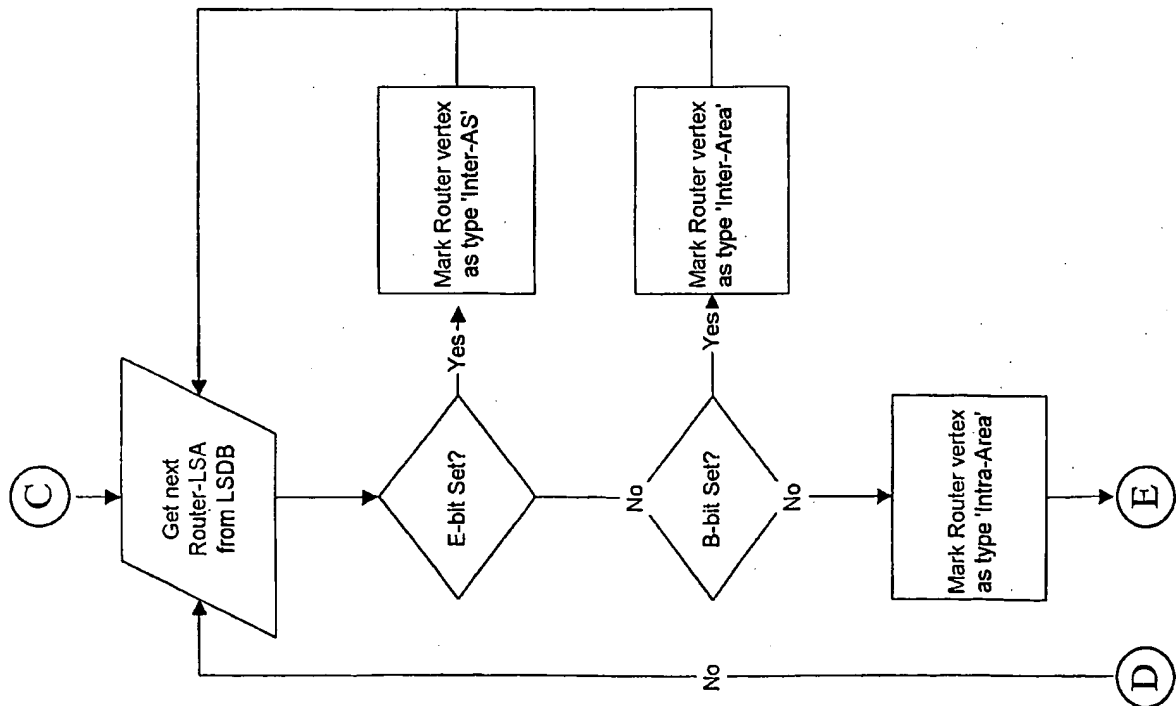 C
Get next
Router-LSA
from LSDB
E-bit Set?
Yes
Mark Router vertex
as type 'Inter-AS'
No
B-bit Set?
Yes
Mark Router vertex
as type 'Inter-Area'
No
Mark Router vertex
as type 'Intra-Area'
No
D
E